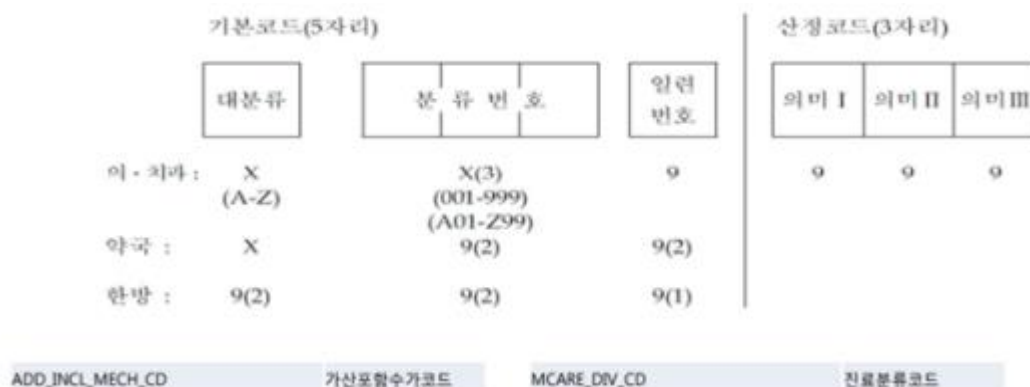 기본코드(5자리)
산정코드(3자리)
대분류
분 류 번 호
일련
번호
의미 I
의미 II
의미 III
의·치과 :
X
X(3)
9
9
9
9
(A-Z)
(001-999)
(A01-Z99)
약국 :
X
9(2)
9(2)
한방 :
9(2)
9(2)
9(1)
ADD_INCL_MECH_CD
가산포함수가코드
MCARE_DIV_CD
진료분류코드